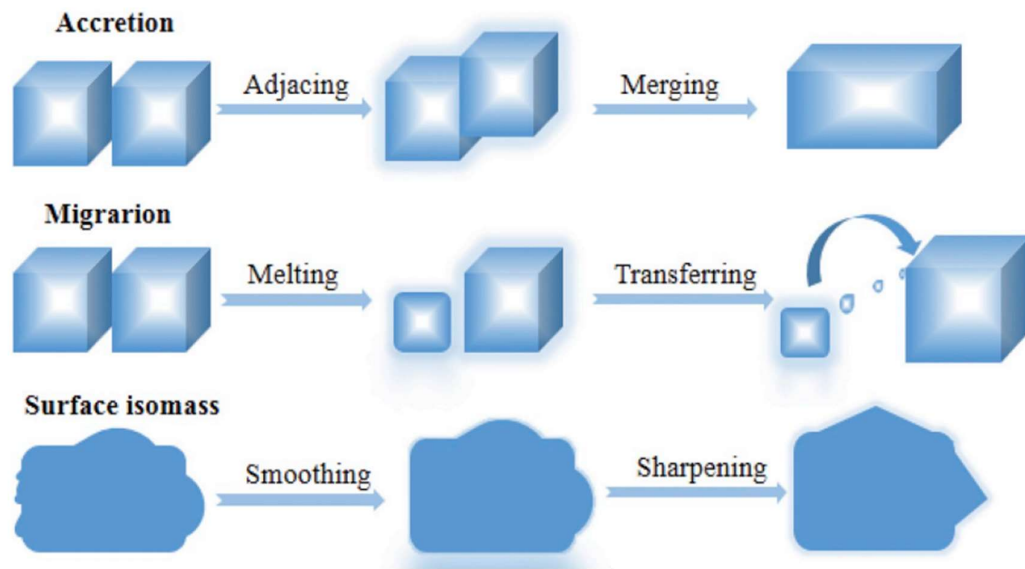 Accretion
Adjacing
Merging
Migrarion
Melting
Transferring
Surface isomass
Smoothing
Sharpening